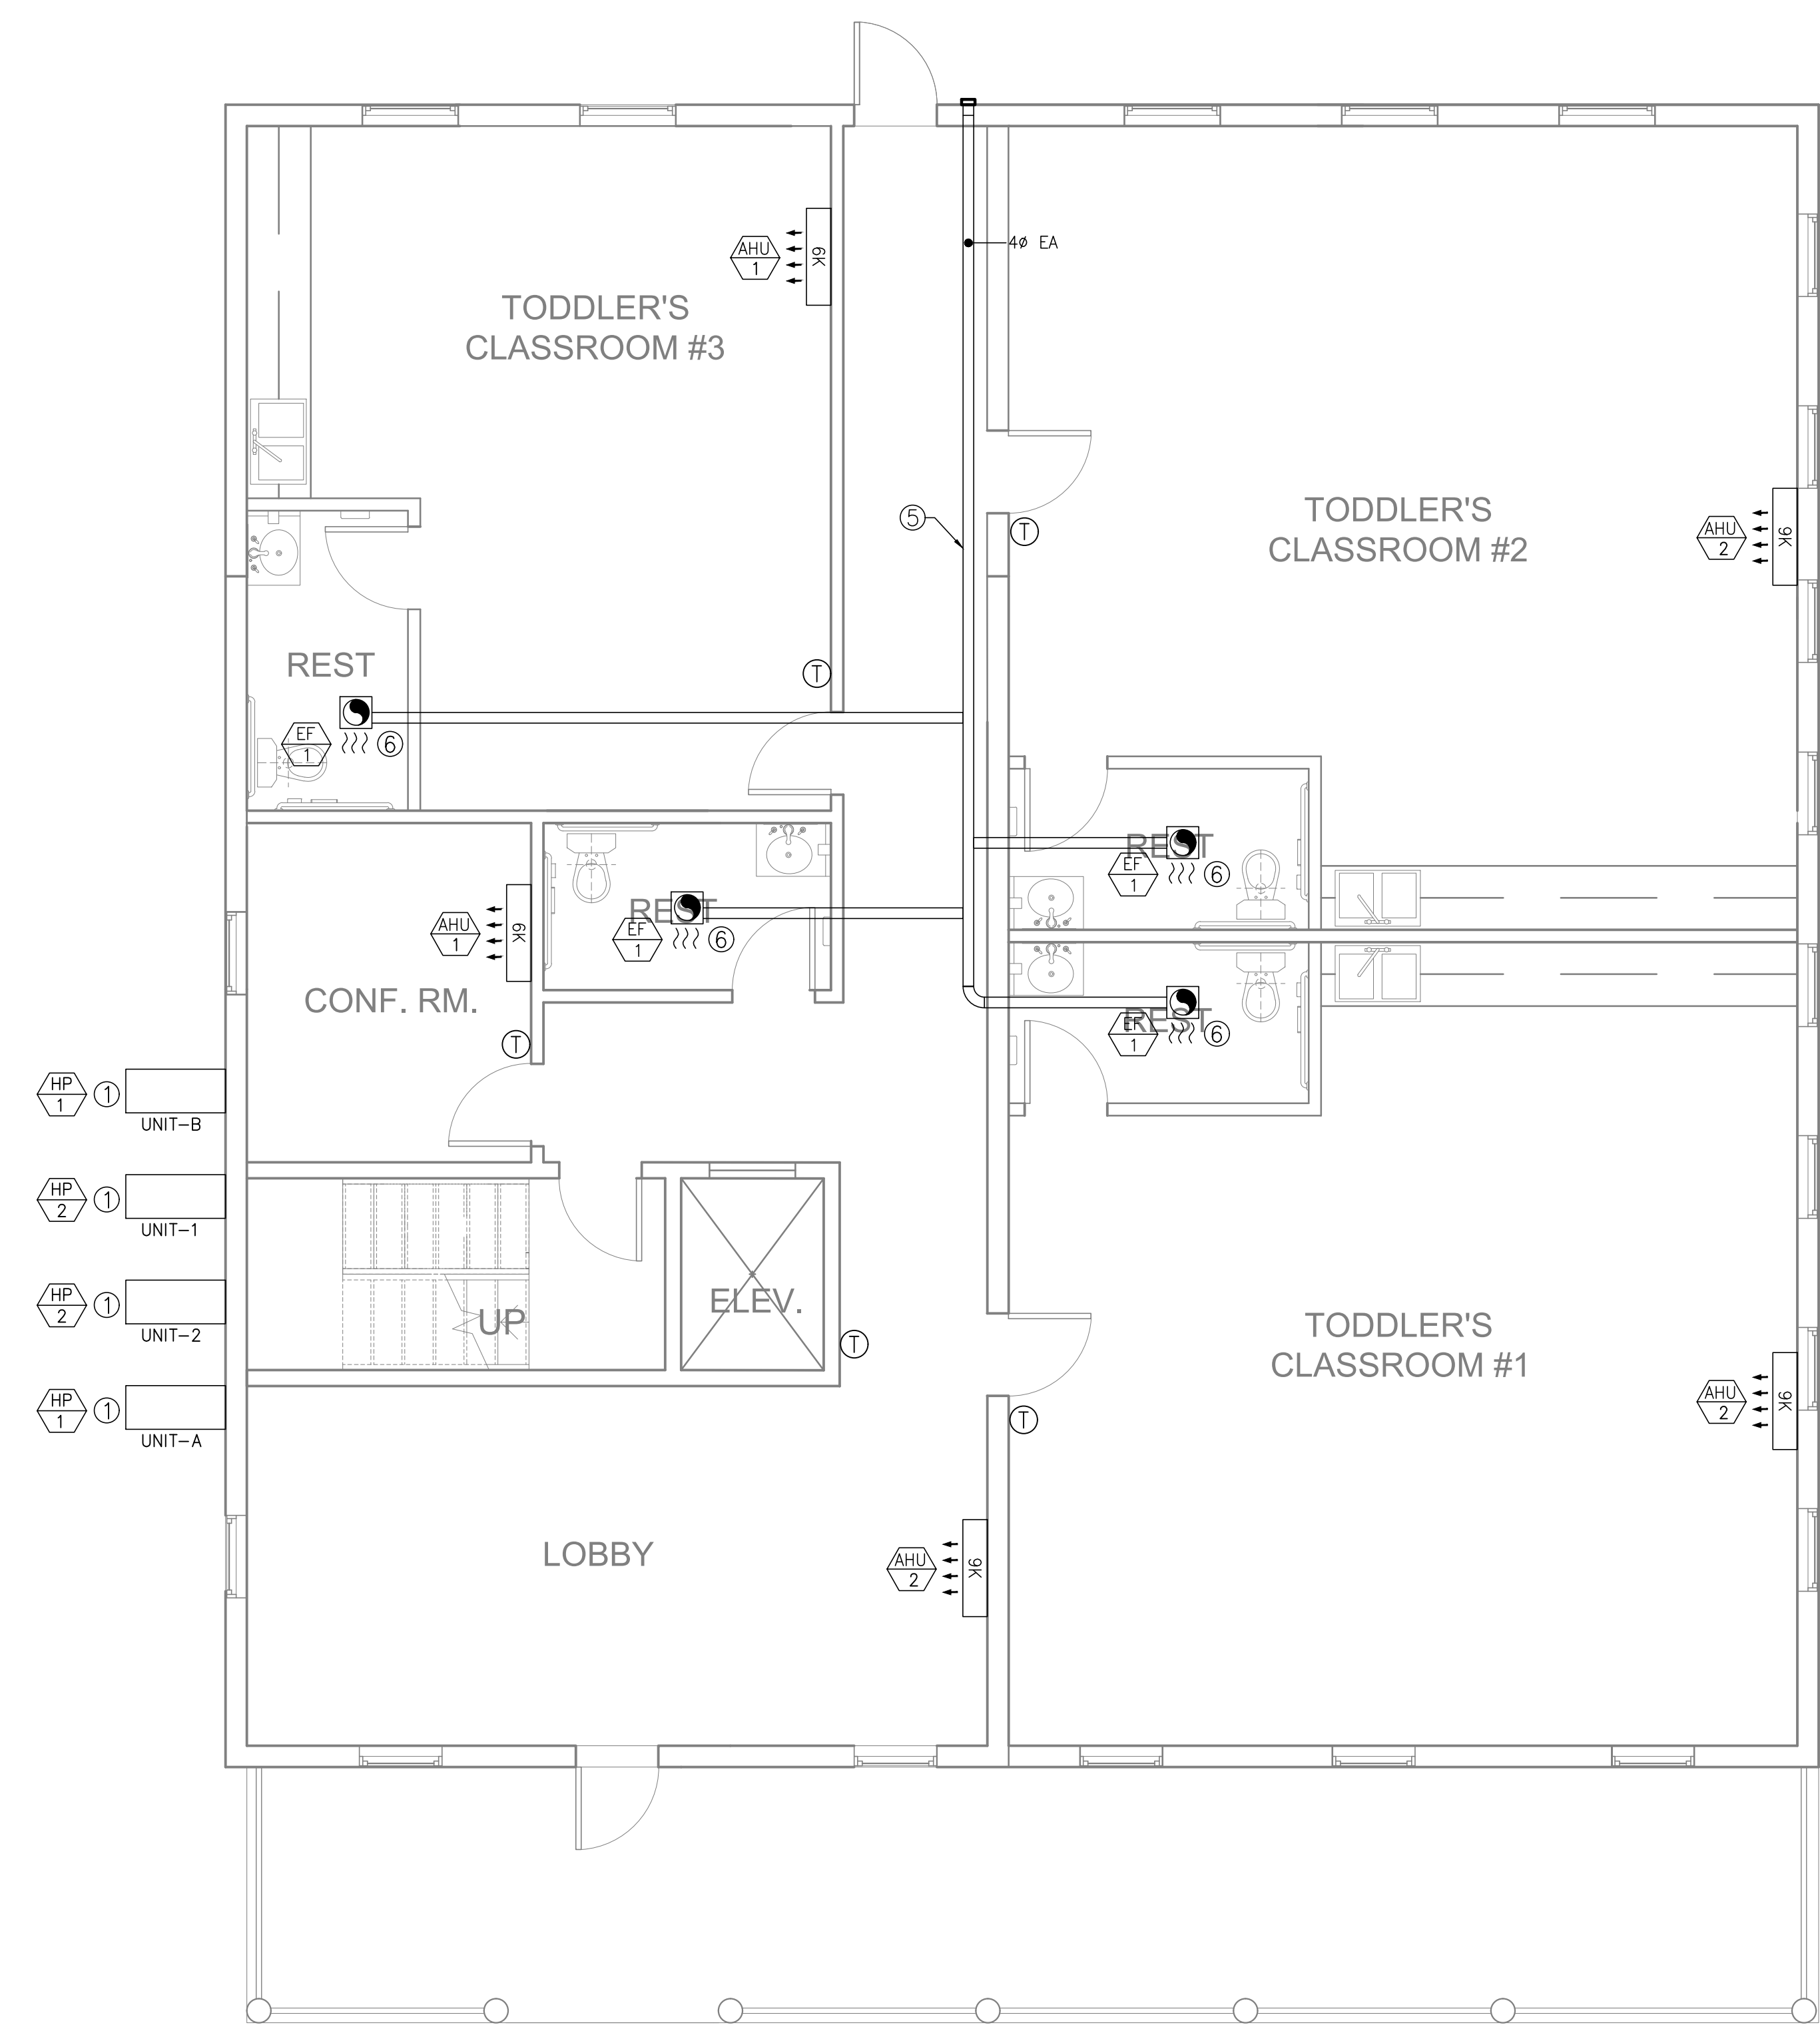 4ø EA
AHU
1
6K
TODDLER'S
CLASSROOM #3
TODDLER'S
CLASSROOM #2
5
T
AHU
2
9K
REST
T
EF
1
6
REST
EF
1
6
AHU
1
6K
REST
EF
1
6
CONF. RM.
T
REST
EF
1
6
HP
1
1
UNIT-B
HP
2
1
UNIT-1
HP
2
1
UNIT-2
UP
ELEV.
T
TODDLER'S
CLASSROOM #1
AHU
2
9K
HP
1
1
UNIT-A
T
LOBBY
AHU
2
9K